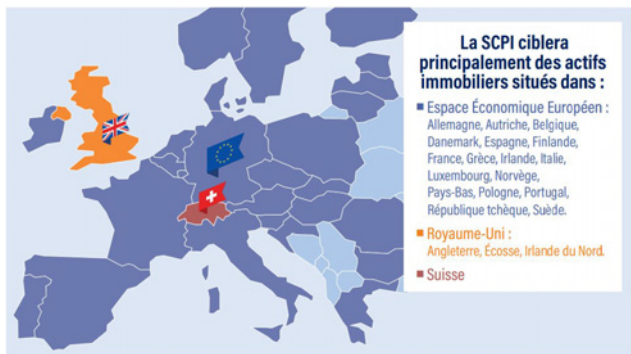 La SCPI ciblera
principalement des actifs
immobiliers situés dans :
Espace Économique Européen :
Allemagne, Autriche, Belgique,
Danemark, Espagne, Finlande,
France, Grèce, Irlande, Italie,
Luxembourg, Norvège,
Pays-Bas, Pologne, Portugal,
République tchèque, Suède.
Royaume-Uni :
Angleterre, Écosse, Irlande du Nord.
Suisse